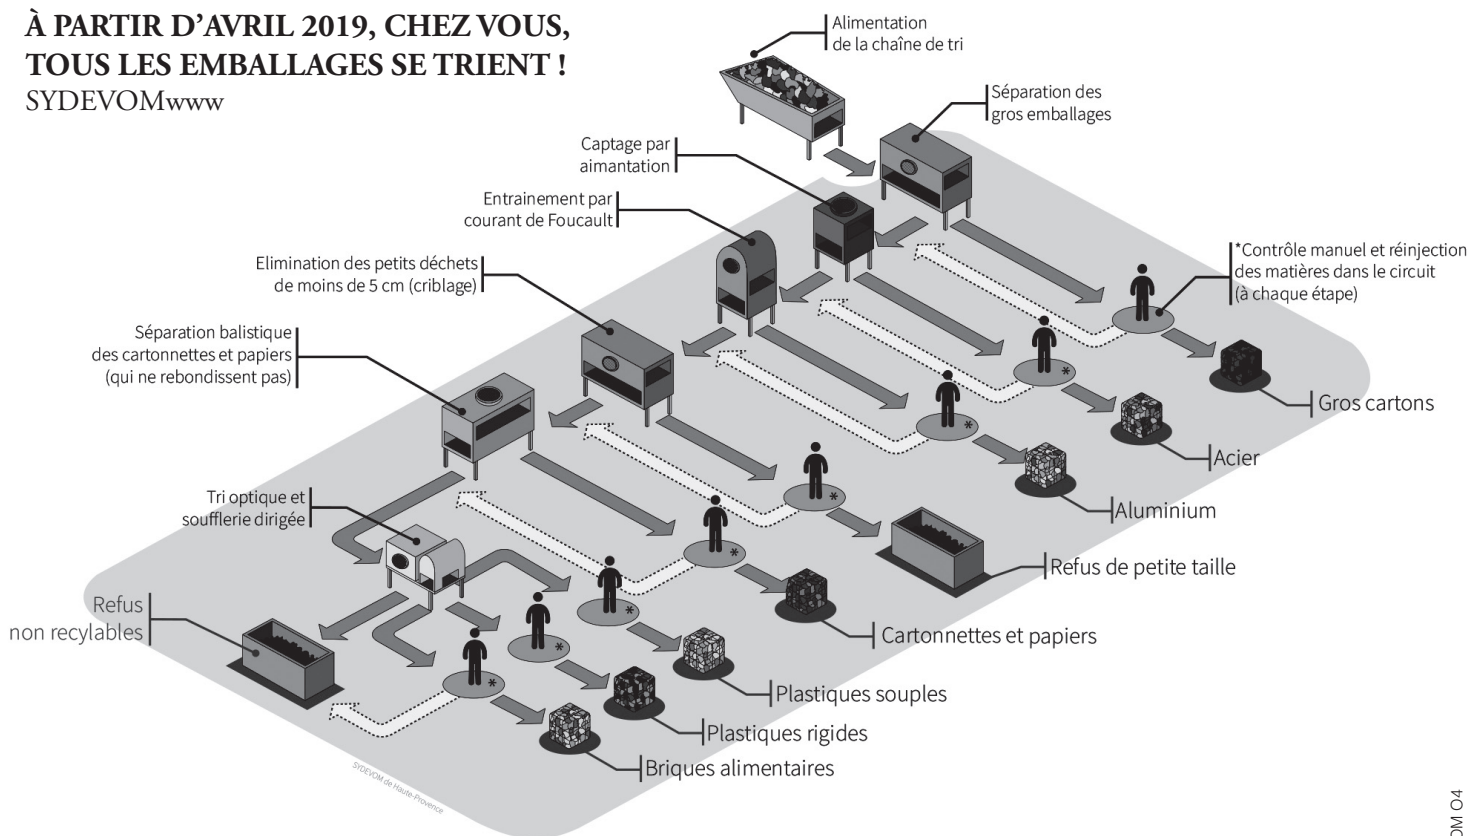 À PARTIR D'AVRIL 2019, CHEZ VOUS,
TOUS LES EMBALLAGES SE TRIENT !
SYDEVOMwww
Alimentation
de la chaîne de tri
Séparation des
gros emballages
Captage par
aimantation
Entrainement par
courant de Foucault
Elimination des petits déchets
de moins de 5 cm (criblage)
Séparation balistique
des cartonnettes et papiers
(qui ne rebondissent pas)
Tri optique et
soufflerie dirigée
*Contrôle manuel et réinjection
des matières dans le circuit
(à chaque étape)
*
*
*
*
*
*
*
Gros cartons
Acier
Aluminium
Refus de petite taille
Cartonnettes et papiers
Plastiques souples
Plastiques rigides
Briques alimentaires
Refus
non recylables
SYDEVOM de Haute-Provence
OM O4